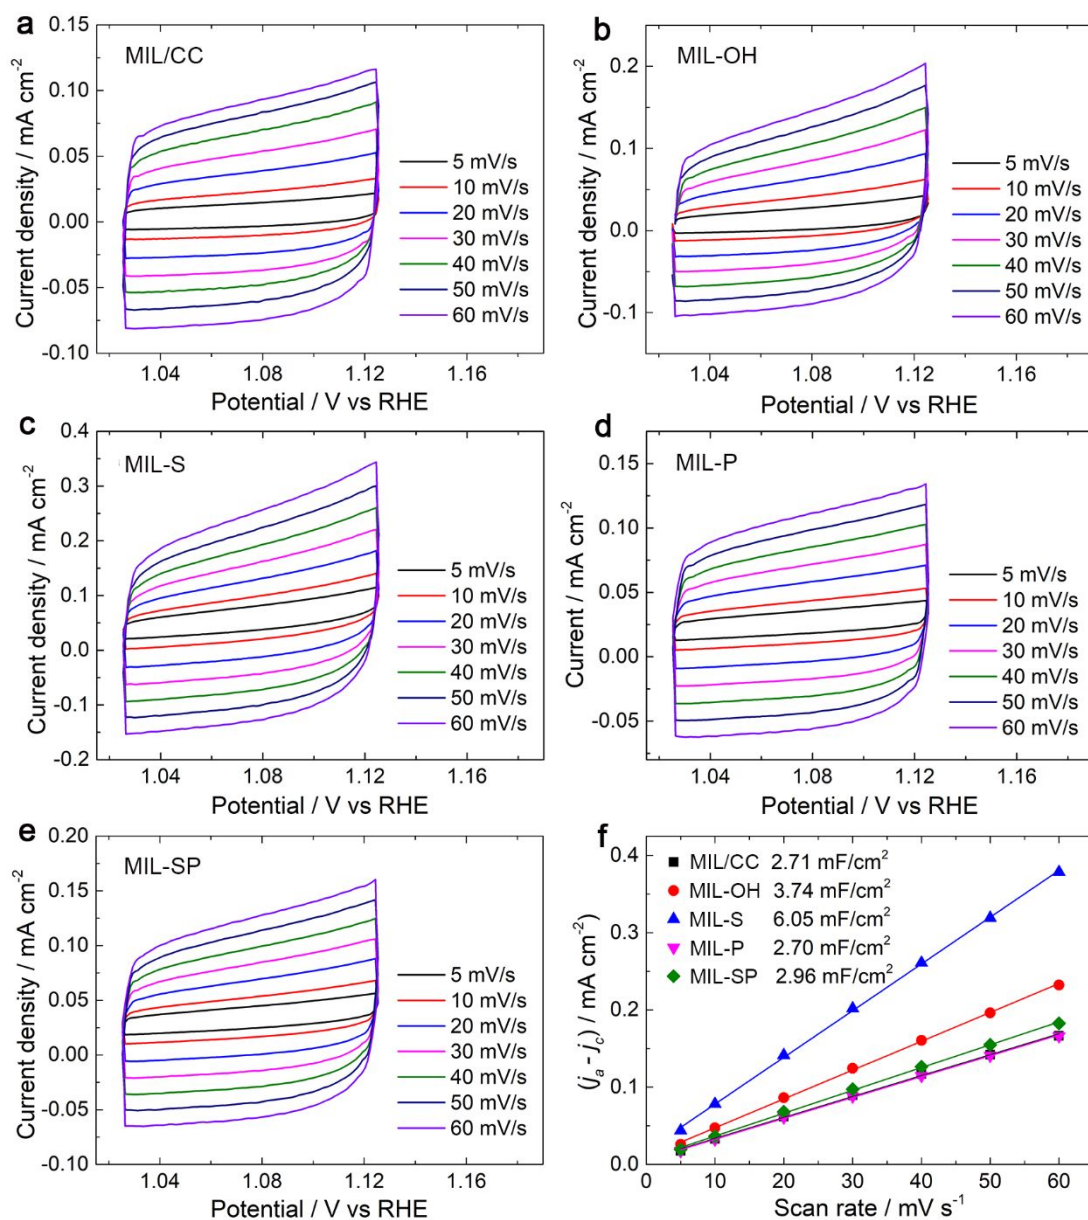 a
MIL/CC
0.15
0.10
0.05
0.00
-0.05
-0.10
Current density / mA cm⁻²
5 mV/s
10 mV/s
20 mV/s
30 mV/s
40 mV/s
50 mV/s
60 mV/s
1.04 1.08 1.12 1.16
Potential / V vs RHE
b
MIL-OH
0.2
0.1
0.0
-0.1
Current density / mA cm⁻²
5 mV/s
10 mV/s
20 mV/s
30 mV/s
40 mV/s
50 mV/s
60 mV/s
1.04 1.08 1.12 1.16
Potential / V vs RHE
c
MIL-S
0.4
0.3
0.2
0.1
0.0
-0.1
-0.2
Current density / mA cm⁻²
5 mV/s
10 mV/s
20 mV/s
30 mV/s
40 mV/s
50 mV/s
60 mV/s
1.04 1.08 1.12 1.16
Potential / V vs RHE
d
MIL-P
0.15
0.10
0.05
0.00
-0.05
Current / mA cm⁻²
5 mV/s
10 mV/s
20 mV/s
30 mV/s
40 mV/s
50 mV/s
60 mV/s
1.04 1.08 1.12 1.16
Potential / V vs RHE
e
MIL-SP
0.20
0.15
0.10
0.05
0.00
-0.05
-0.10
Current density / mA cm⁻²
5 mV/s
10 mV/s
20 mV/s
30 mV/s
40 mV/s
50 mV/s
60 mV/s
1.04 1.08 1.12 1.16
Potential / V vs RHE
f
MIL/CC 2.71 mF/cm²
MIL-OH 3.74 mF/cm²
MIL-S 6.05 mF/cm²
MIL-P 2.70 mF/cm²
MIL-SP 2.96 mF/cm²
0.4
0.3
0.2
0.1
0.0
(jₐ - j꜀) / mA cm⁻²
0 10 20 30 40 50 60
Scan rate / mV s⁻¹